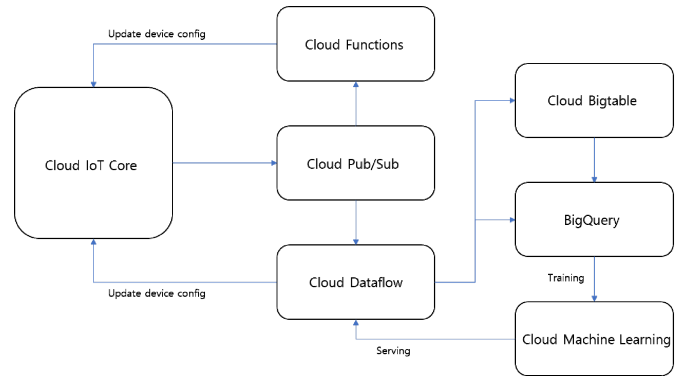 Update device config
Cloud Functions
Cloud Bigtable
Cloud IoT Core
Cloud Pub/Sub
BigQuery
Cloud Dataflow
Training
Update device config
Serving
Cloud Machine Learning